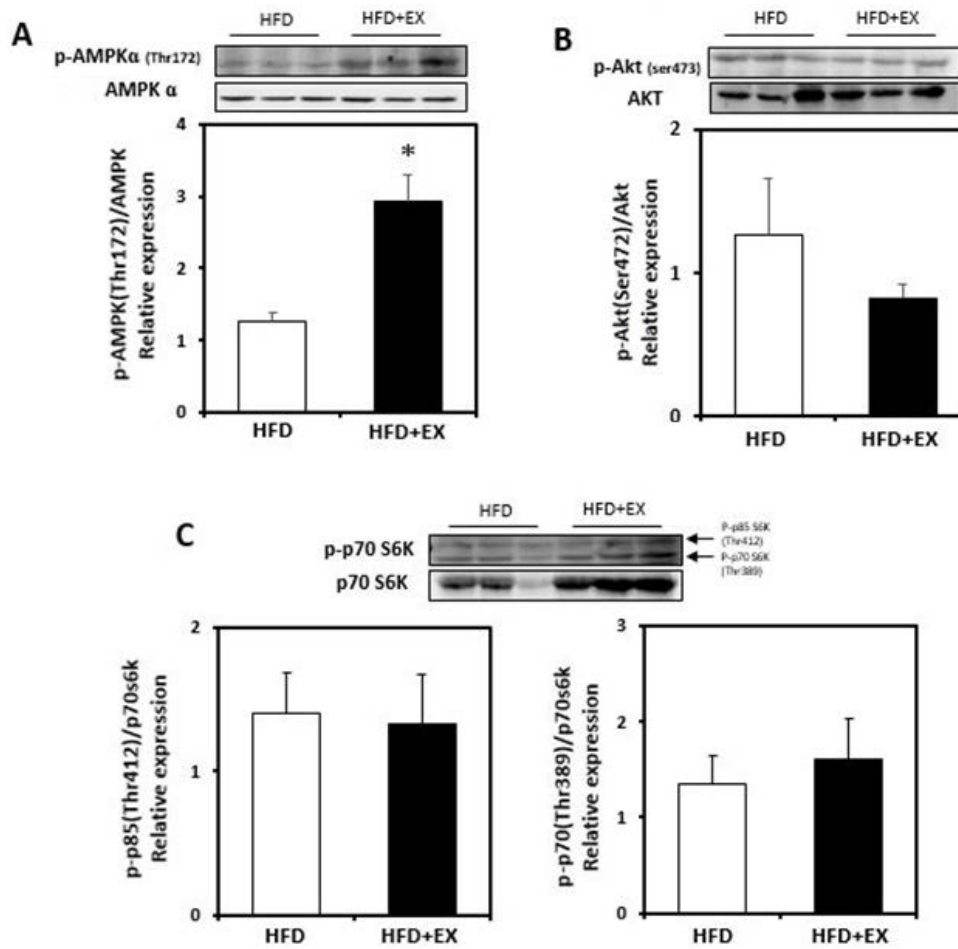 A
HFD HFD+EX
p-AMPKα (Thr172)
AMPK α
p-AMPK(Thr172)/AMPK
Relative expression
4
3
2
1
0
*
HFD HFD+EX
B
HFD HFD+EX
p-Akt (ser473)
AKT
p-Akt(Ser472)/Akt
Relative expression
2
1
0
HFD HFD+EX
C
HFD HFD+EX
p-p70 S6K
p70 S6K
P-p85 S6K
(Thr412)
P-p70 S6K
(Thr389)
p-p85(Thr412)/p70s6k
Relative expression
2
1
0
HFD HFD+EX
p-p70(Thr389)/p70s6k
Relative expression
3
2
1
0
HFD HFD+EX